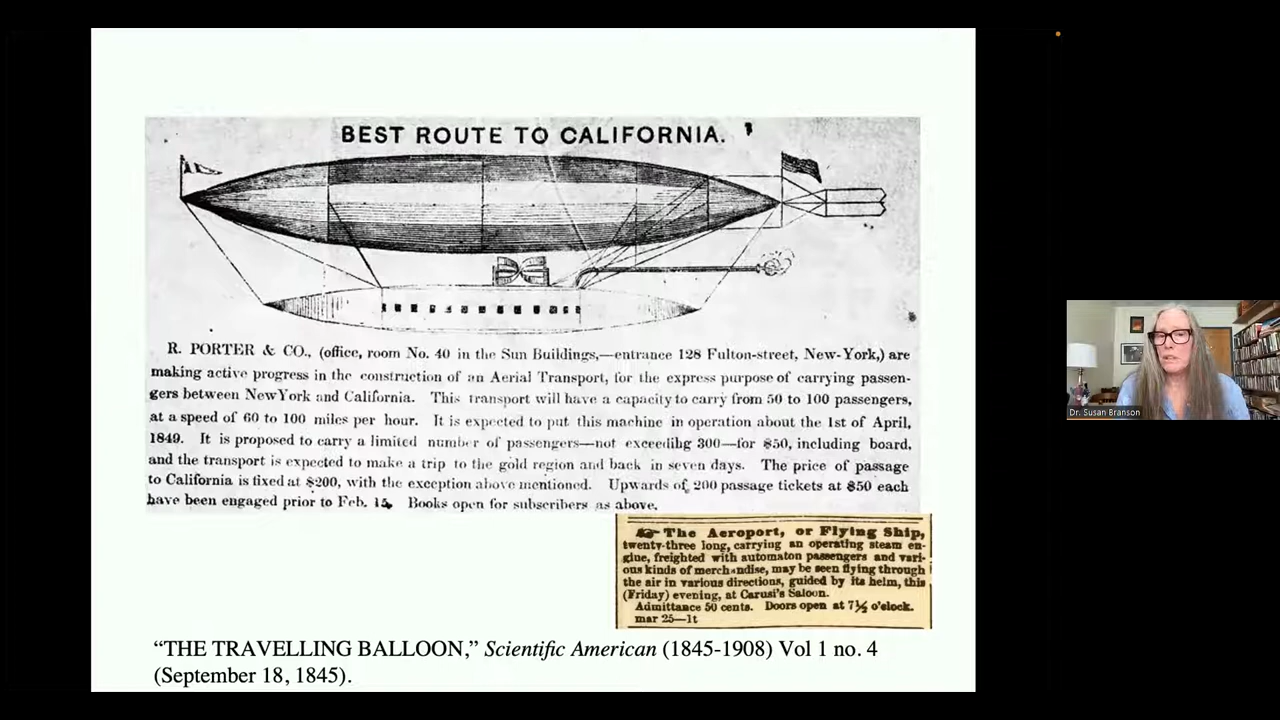 BEST ROUTE TO CALIFORNIA.
R. PORTER & CO., (office, room No. 40 in the Sun Buildings,—entrance 128 Fulton-street, New-York,) are
making active progress in the construction of an Aerial Transport, for the express purpose of carrying passen-
gers between NewYork and California. This transport will have a capacity to carry from 50 to 100 passengers,
at a speed of 60 to 100 miles per hour. It is expected to put this machine in operation about the 1st of April,
1849. It is proposed to carry a limited number of passengers—not exceedihg 300—for $50, including board,
and the transport is expected to make a trip to the gold region and back in seven days. The price of passage
to California is fixed at $200, with the exception above mentioned. Upwards of 200 passage tickets at $50 each
have been engaged prior to Feb. 15. Books open for subscribers as above.
The Aeroport, or Flying Ship,
twenty-three long, carrying an operating steam en-
gine, freighted with automaton passengers and vari-
ous kinds of merchandise, may be seen flying through
the air in various directions, guided by its helm, this
(Friday) evening, at Carusi's Saloon.
Admittance 50 cents. Doors open at 7½ o'clock.
mar 25—1t
“THE TRAVELLING BALLOON,” Scientific American (1845-1908) Vol 1 no. 4
(September 18, 1845).
Dr. Susan Branson